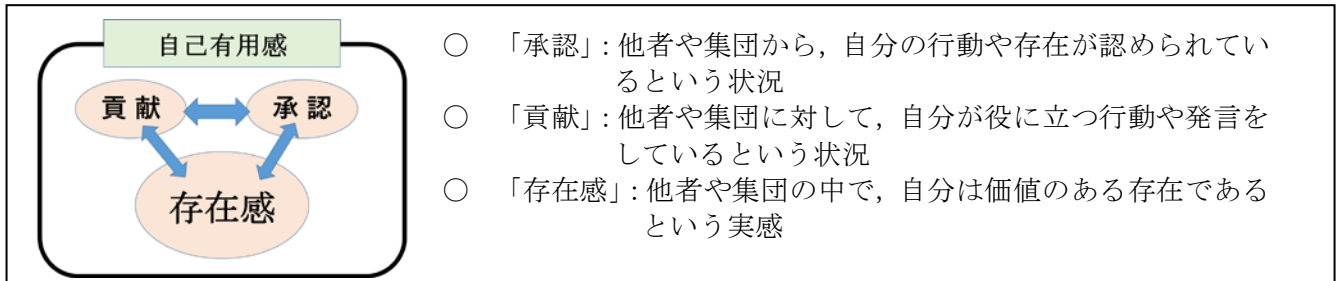 自己有用感
貢献
承認
存在感
○ 「承認」：他者や集団から，自分の行動や存在が認められてい
るという状況
○ 「貢献」：他者や集団に対して，自分が役に立つ行動や発言を
しているという状況
○ 「存在感」：他者や集団の中で，自分は価値のある存在である
という実感